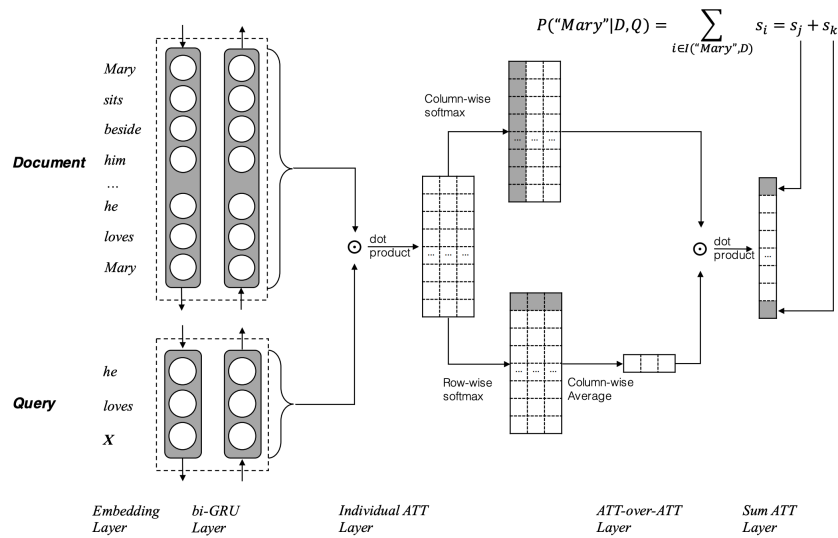 P("Mary"|D,Q) = ∑ s_i = s_j + s_k
i∈I("Mary",D)
Mary
sits
beside
him
...
he
loves
Mary
Document
Column-wise
softmax
... ... ...
dot
product
... ... ...
dot
product
...
Row-wise
softmax
... ... ...
Column-wise
Average
Query
he
loves
X
Embedding
Layer
bi-GRU
Layer
Individual ATT
Layer
ATT-over-ATT
Layer
Sum ATT
Layer